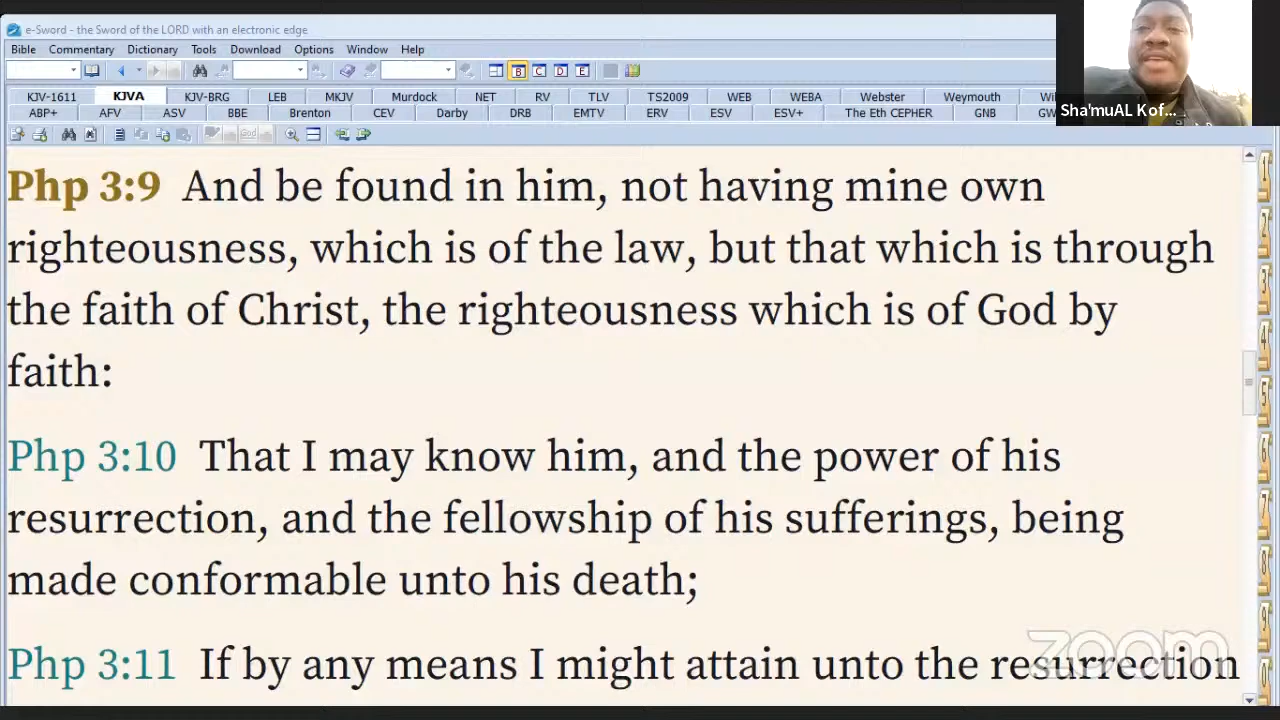 e-Sword - the Sword of the LORD with an electronic edge
Bible Commentary Dictionary Tools Download Options Window Help
B C D E
KJV-1611 KJVA KJV-BRG LEB MKJV Murdock NET RV TLV TS2009 WEB WEBA Webster Weymouth
ABP+ AFV ASV BBE Brenton CEV Darby DRB EMTV ERV ESV ESV+ The Eth CEPHER GNB GW
Sha'muAL Kof...
Php 3:9 And be found in him, not having mine own
righteousness, which is of the law, but that which is through
the faith of Christ, the righteousness which is of God by
faith:
Php 3:10 That I may know him, and the power of his
resurrection, and the fellowship of his sufferings, being
made conformable unto his death;
Php 3:11 If by any means I might attain unto the resurrection
zoom